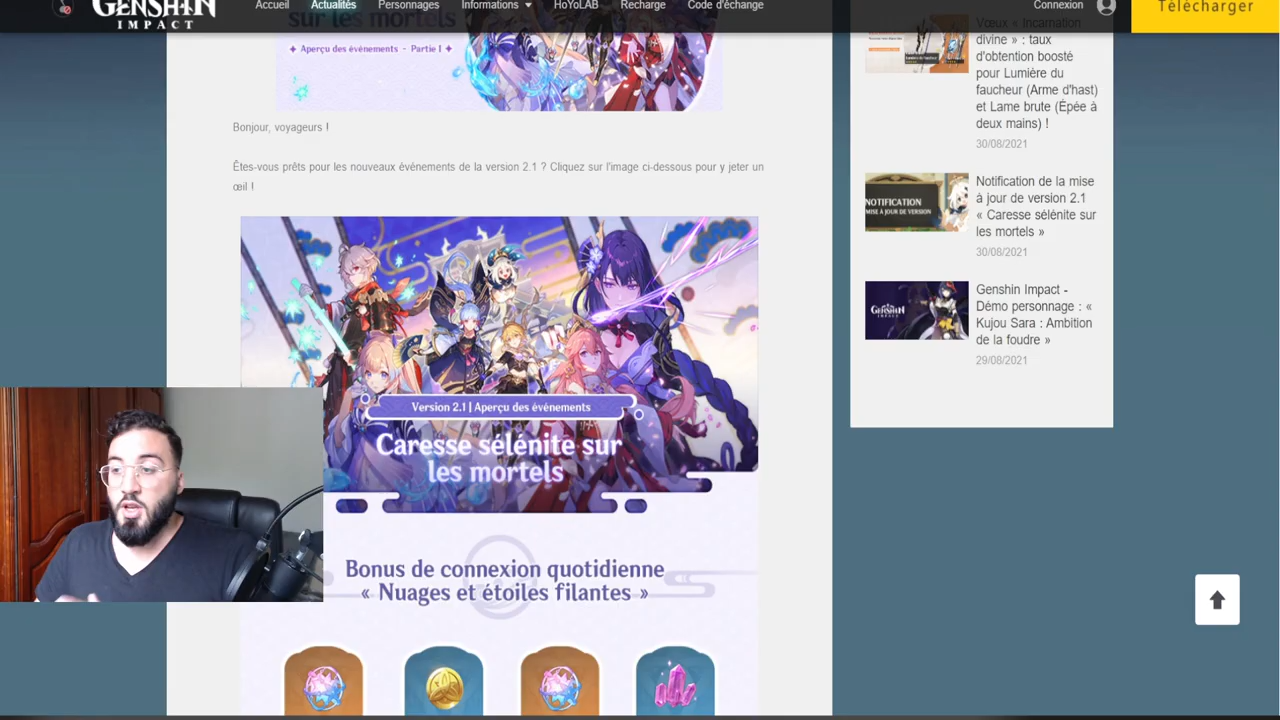 GENSHIN
IMPACT
Accueil
Actualités
Personnages
Informations
HoYoLAB
Recharge
Code d'échange
Connexion
Télécharger
sur les mortels
Aperçu des événements - Partie I
Bonjour, voyageurs !
Êtes-vous prêts pour les nouveaux événements de la version 2.1 ? Cliquez sur l'image ci-dessous pour y jeter un
œil !
Version 2.1 | Aperçu des événements
Caresse sélénite sur
les mortels
Bonus de connexion quotidienne
« Nuages et étoiles filantes »
Vœux « Incarnation
divine » : taux
d'obtention boosté
pour Lumière du
faucheur (Arme d'hast)
et Lame brute (Épée à
deux mains) !
30/08/2021
NOTIFICATION
MISE À JOUR DE VERSION
Notification de la mise
à jour de version 2.1
« Caresse sélénite sur
les mortels »
30/08/2021
GENSHIN
IMPACT
Genshin Impact -
Démo personnage : «
Kujou Sara : Ambition
de la foudre »
29/08/2021